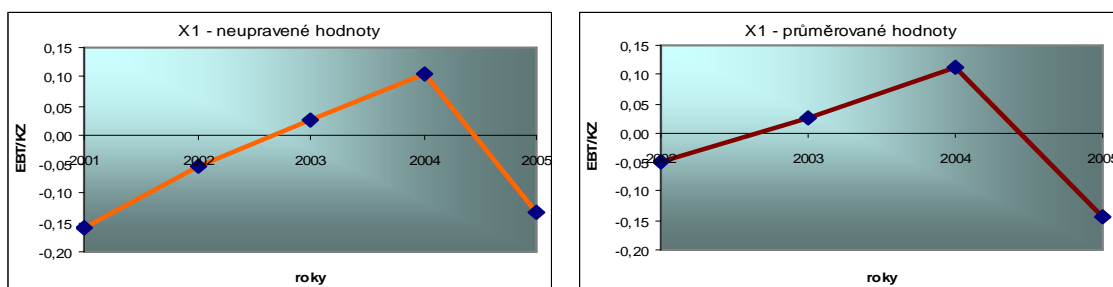 X1 - neupravené hodnoty
0,15
0,10
0,05
0,00
-0,05
-0,10
-0,15
-0,20
EBT/KZ
2001 2002 2003 2004 2005
roky
X1 - průměrované hodnoty
0,15
0,10
0,05
0,00
-0,05
-0,10
-0,15
-0,20
EBT/KZ
2002 2003 2004 2005
roky